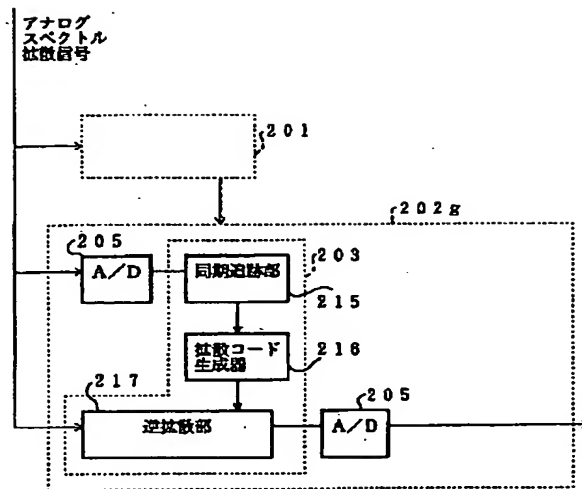 アナログ
スペクトル
拡散信号
201
202g
205
A/D
203
同期追跡部
215
拡散コード
生成器
216
217
逆拡散部
205
A/D